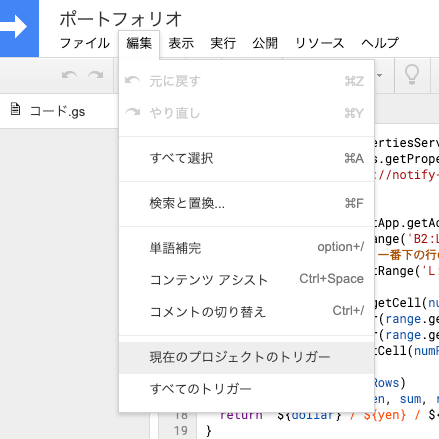 ポートフォリオ
ファイル 編集 表示 実行 公開 リソース ヘルプ
元に戻す ⌘Z
やり直し ⌘Y
コード.gs
すべて選択 ⌘A
検索と置換... ⌘F
単語補完 option+/
コンテンツ アシスト Ctrl+Space
コメントの切り替え Ctrl+/
現在のプロジェクトのトリガー
すべてのトリガー
ertiesServ
s.getPrope
://notify-
tApp.getAc
ange('B2:L
一番下の行の
tRange('L
getCell(nu
r(range.ge
r(range.ge
tCell(numR
Rows)
en, sum, r
18 return `${dollar} / ${yen} / $
19 }